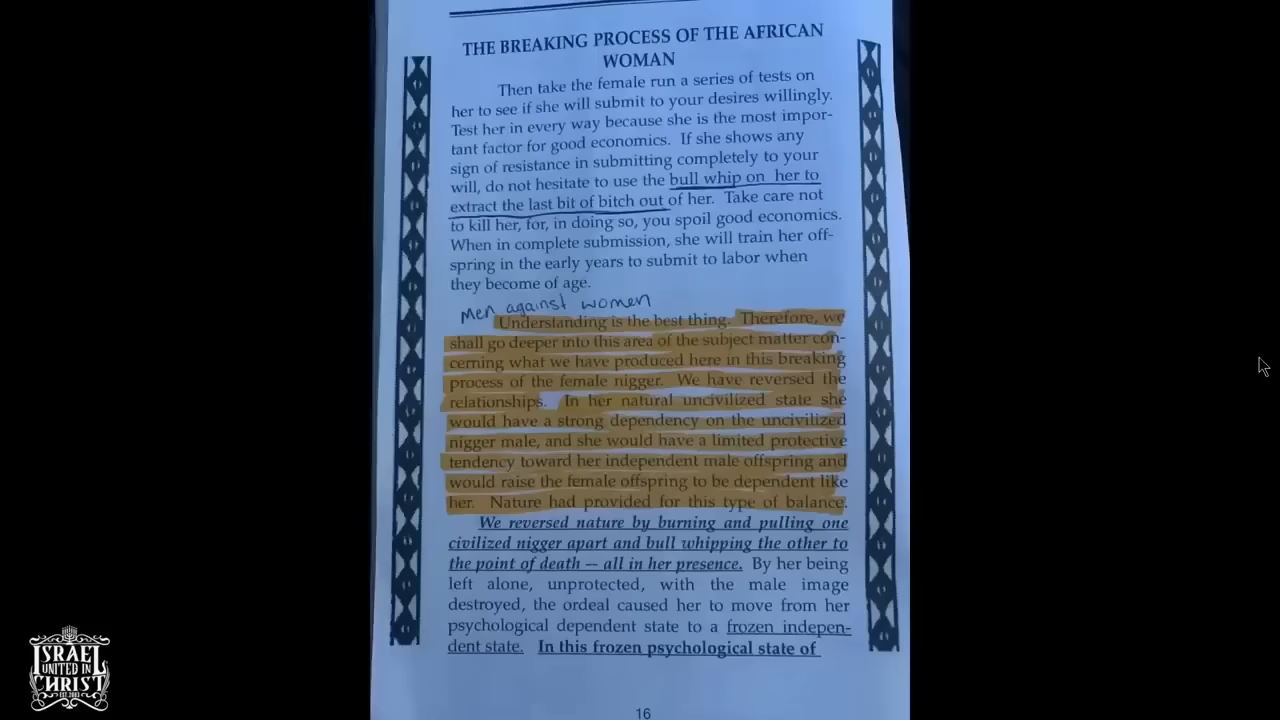 THE BREAKING PROCESS OF THE AFRICAN
WOMAN
Then take the female run a series of tests on
her to see if she will submit to your desires willingly.
Test her in every way because she is the most impor-
tant factor for good economics. If she shows any
sign of resistance in submitting completely to your
will, do not hesitate to use the bull whip on her to
extract the last bit of bitch out of her. Take care not
to kill her, for, in doing so, you spoil good economics.
When in complete submission, she will train her off-
spring in the early years to submit to labor when
they become of age.
Men against women
Understanding is the best thing. Therefore, we
shall go deeper into this area of the subject matter con-
cerning what we have produced here in this breaking
process of the female nigger. We have reversed the
relationships. In her natural uncivilized state she
would have a strong dependency on the uncivilized
nigger male, and she would have a limited protective
tendency toward her independent male offspring and
would raise the female offspring to be dependent like
her. Nature had provided for this type of balance.
We reversed nature by burning and pulling one
civilized nigger apart and bull whipping the other to
the point of death — all in her presence. By her being
left alone, unprotected, with the male image
destroyed, the ordeal caused her to move from her
psychological dependent state to a frozen indepen-
dent state. In this frozen psychological state of
16
ISRAEL
UNITED IN
CHRIST
EST. 2003